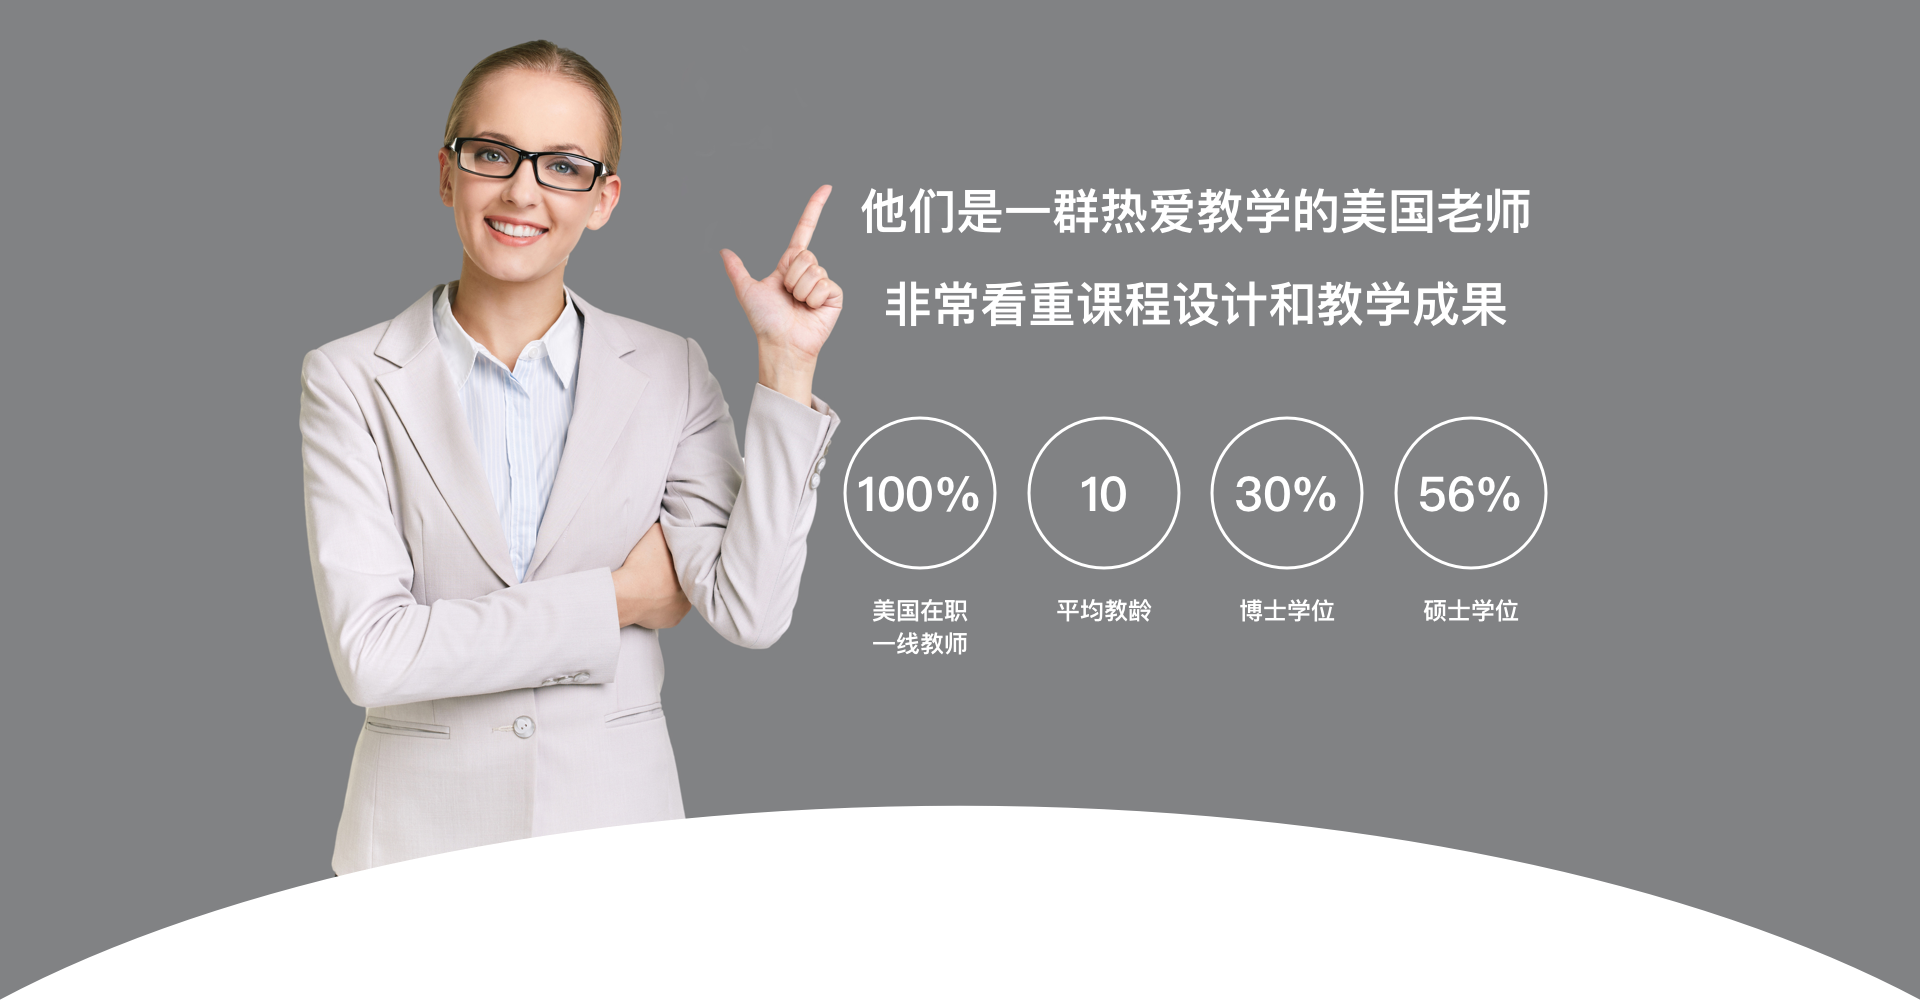 他们是一群热爱教学的美国老师
非常看重课程设计和教学成果
100%
10
30%
56%
美国在职
一线教师
平均教龄
博士学位
硕士学位